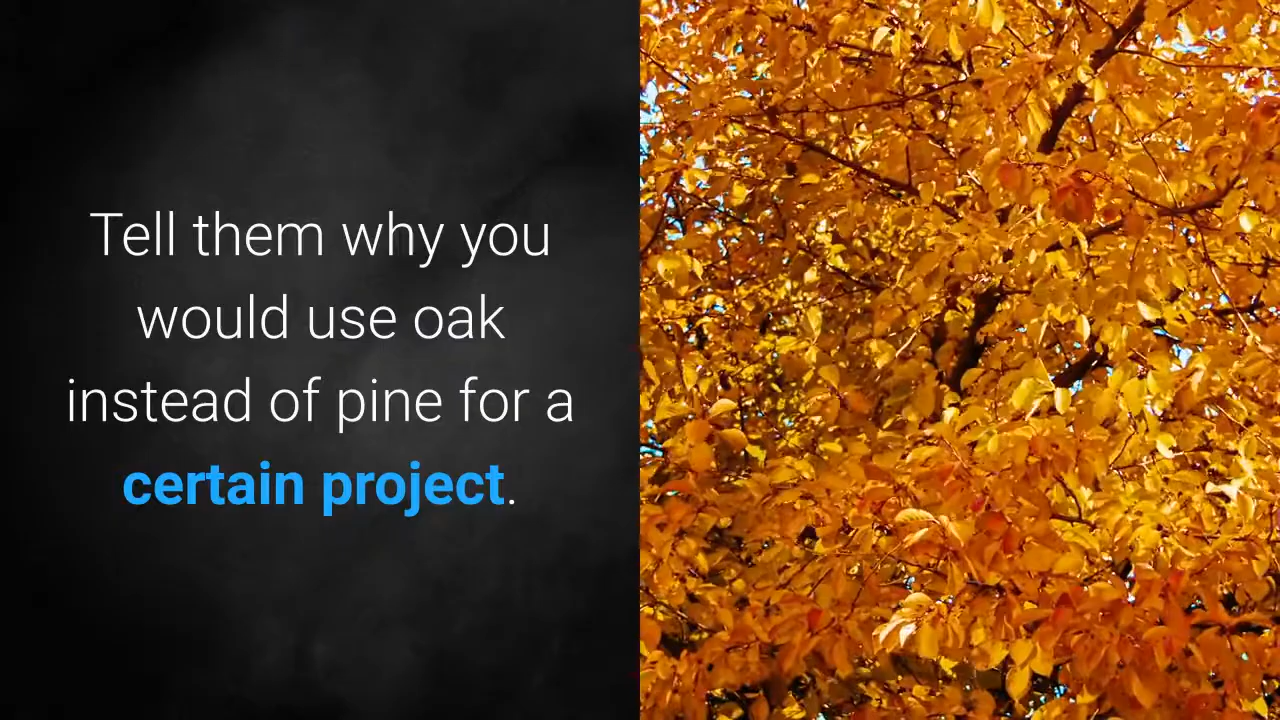 Tell them why you
would use oak
instead of pine for a
certain project.